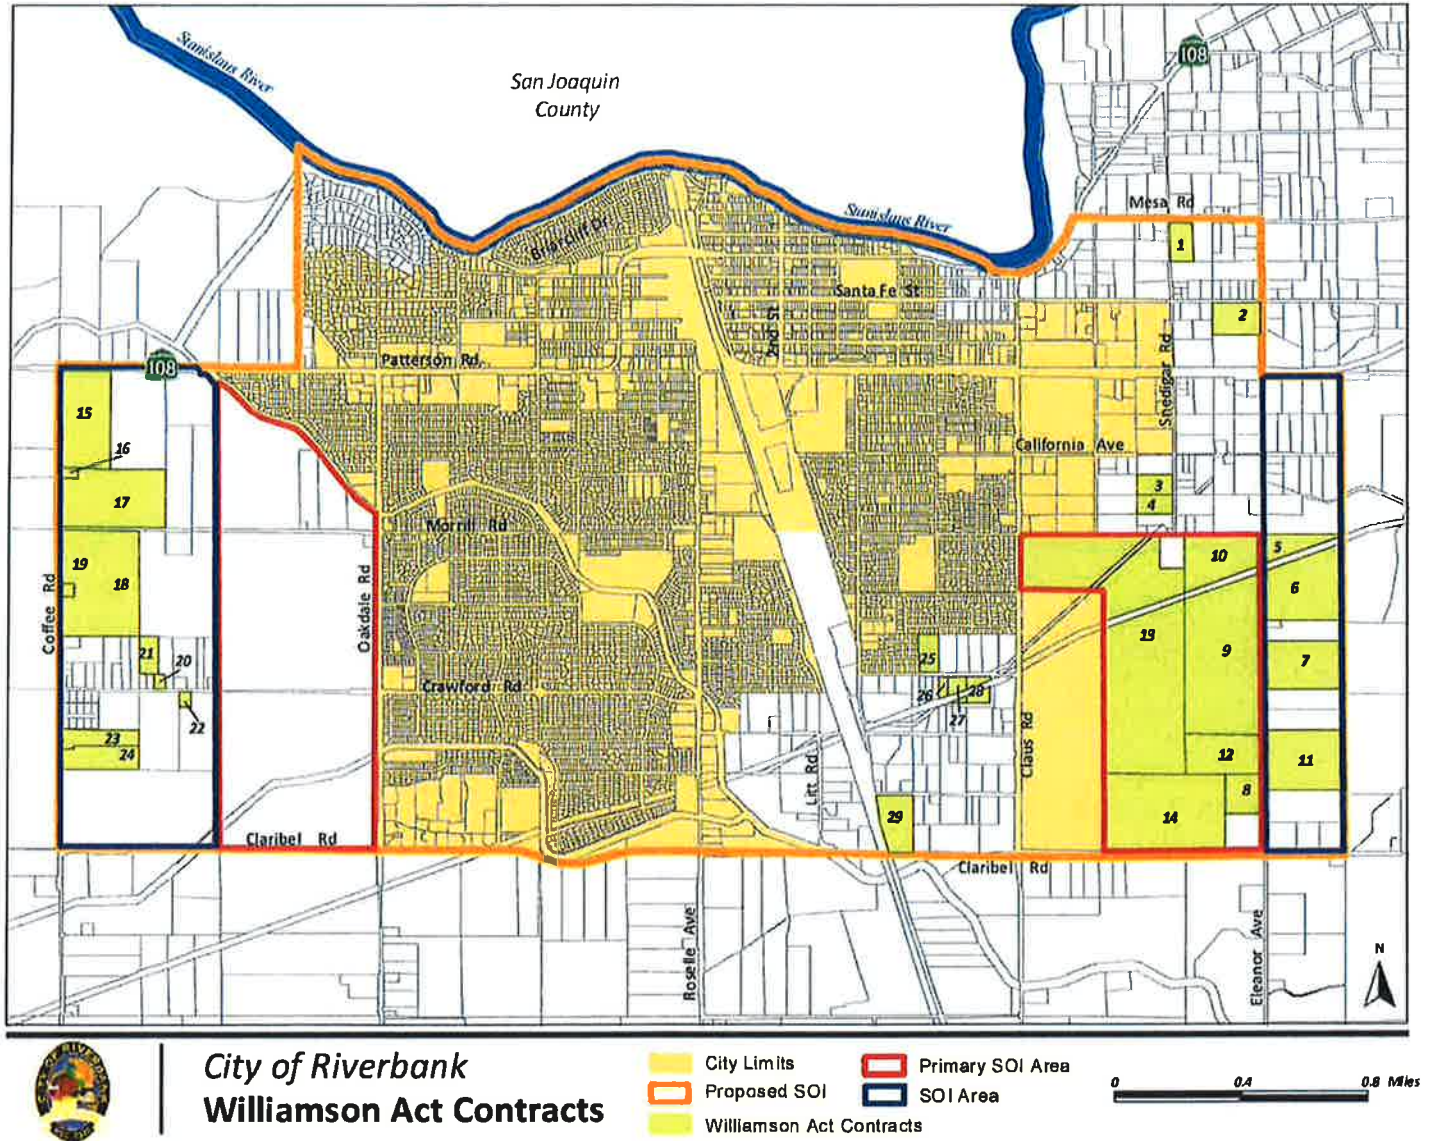 Stanislaus River
San Joaquin
County
108
Mesa Rd
1
Stanislaus River
Briarcliff Dr
Santa Fe St
2
2nd St
Snedigar Rd
Patterson Rd.
108
15
16
17
California Ave
3
4
Morrill Rd
5
6
10
19
18
Coffee Rd
Oakdale Rd
13
9
7
21
20
25
26
28
27
22
Crawford Rd
Claus Rd
23
24
12
11
8
Litt Rd
29
14
Claribel Rd
Claribel Rd
Roselle Ave
Eleanor Ave
N
City of Riverbank
Williamson Act Contracts
City Limits
Proposed SOI
Williamson Act Contracts
Primary SOI Area
SOI Area
0 0.4 0.8 Miles